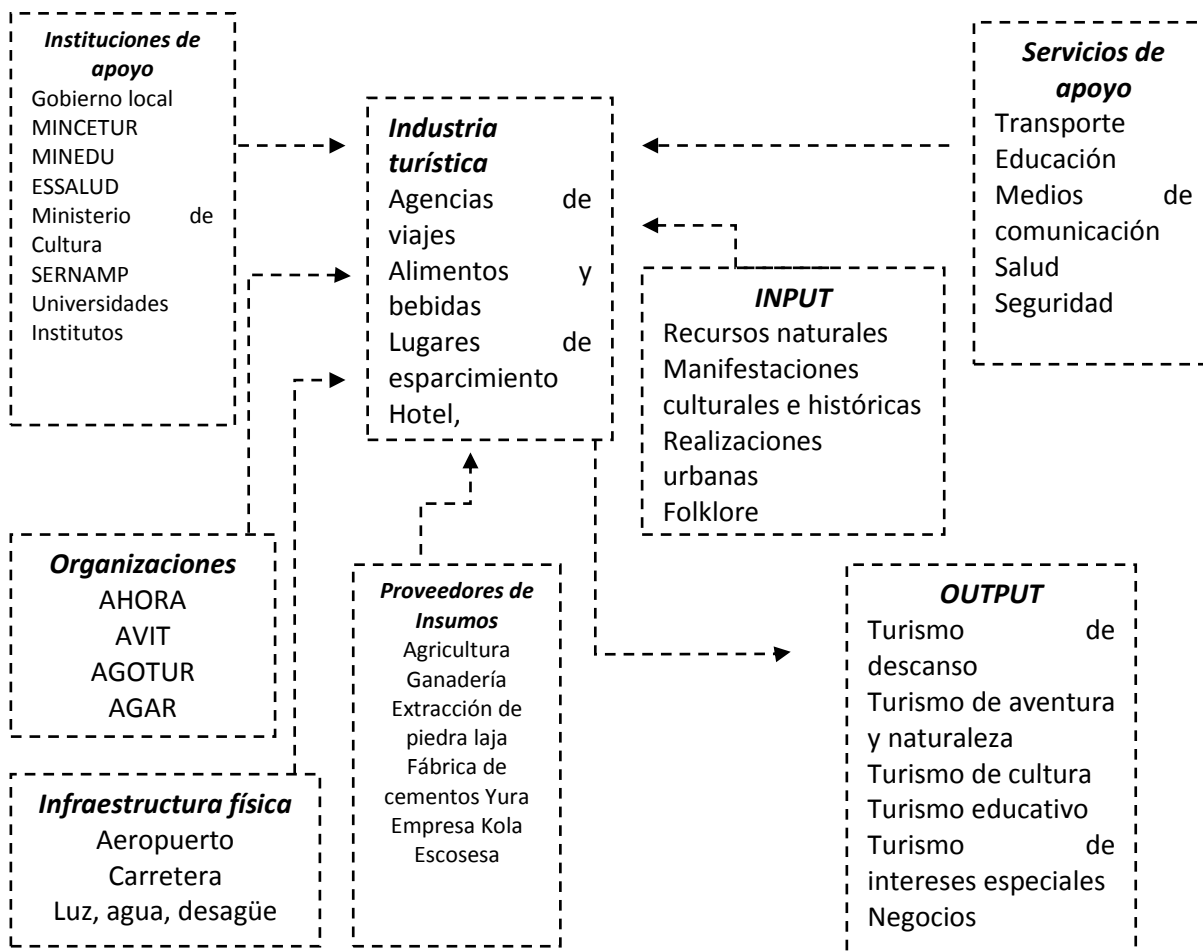 Instituciones de
apoyo
Gobierno local
MINCETUR
MINEDU
ESSALUD
Ministerio de
Cultura
SERNAMP
Universidades
Institutos
Industria
turística
Agencias de
viajes
Alimentos y
bebidas
Lugares de
esparcimiento
Hotel,
Servicios de
apoyo
Transporte
Educación
Medios de
comunicación
Salud
Seguridad
INPUT
Recursos naturales
Manifestaciones
culturales e históricas
Realizaciones
urbanas
Folklore
Organizaciones
AHORA
AVIT
AGOTUR
AGAR
Proveedores de
Insumos
Agricultura
Ganadería
Extracción de
piedra laja
Fábrica de
cementos Yura
Empresa Kola
Escosesa
OUTPUT
Turismo de
descanso
Turismo de aventura
y naturaleza
Turismo de cultura
Turismo educativo
Turismo de
intereses especiales
Negocios
Infraestructura física
Aeropuerto
Carretera
Luz, agua, desagüe